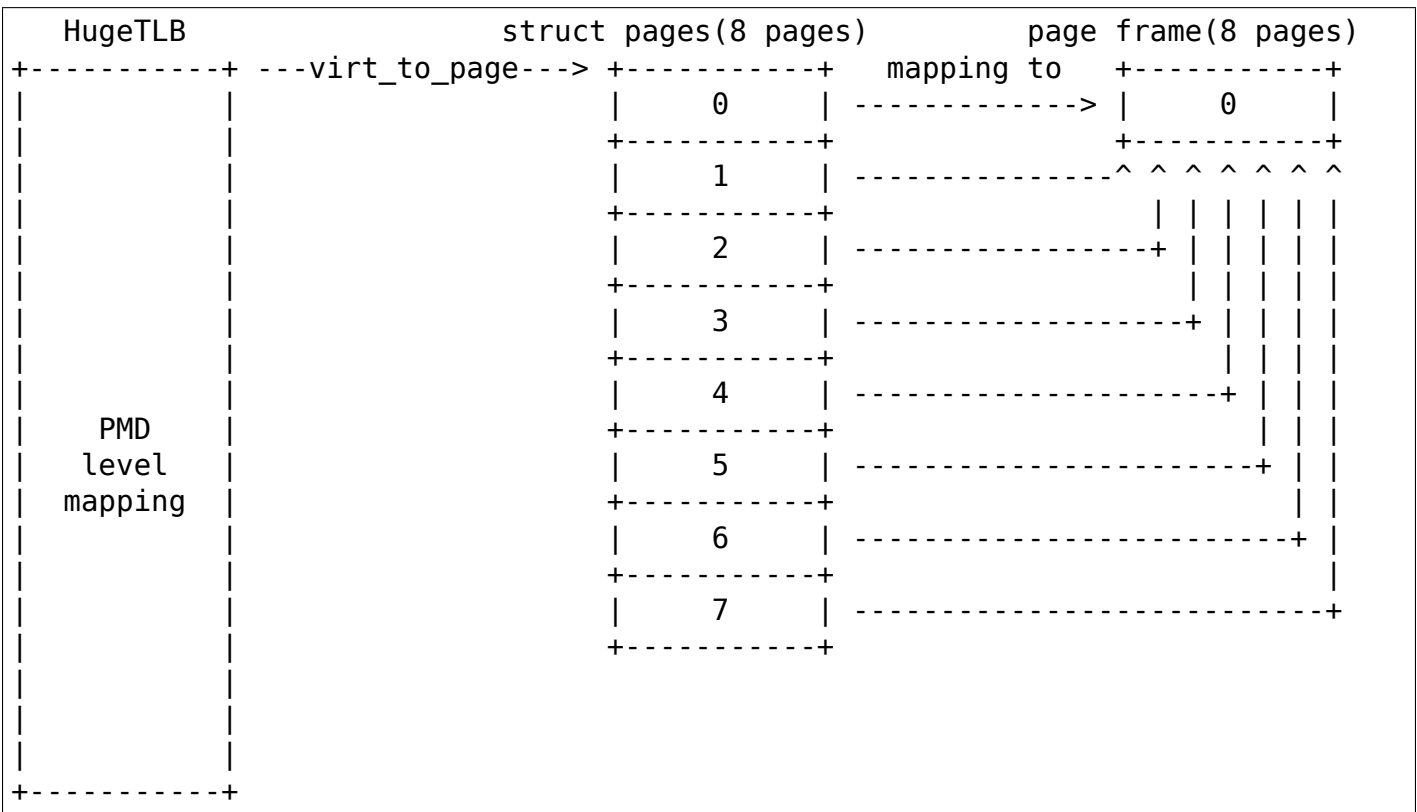 HugeTLB                  struct pages(8 pages)         page frame(8 pages)
+-----------+ ---virt_to_page---> +-----------+   mapping to   +-----------+
|           |                     |     0     | -------------> |     0     |
|           |                     +-----------+                +-----------+
|           |                     |     1     | ---------------^ ^ ^ ^ ^ ^ ^
|           |                     +-----------+                  | | | | | |
|           |                     |     2     | -----------------+ | | | | |
|           |                     +-----------+                    | | | | |
|           |                     |     3     | -------------------+ | | | |
|           |                     +-----------+                      | | | |
|           |                     |     4     | ---------------------+ | | |
|    PMD    |                     +-----------+                        | | |
|   level   |                     |     5     | -----------------------+ | |
|  mapping  |                     +-----------+                          | |
|           |                     |     6     | -------------------------+ |
|           |                     +-----------+                            |
|           |                     |     7     | ---------------------------+
|           |                     +-----------+
|           |
|           |
|           |
+-----------+